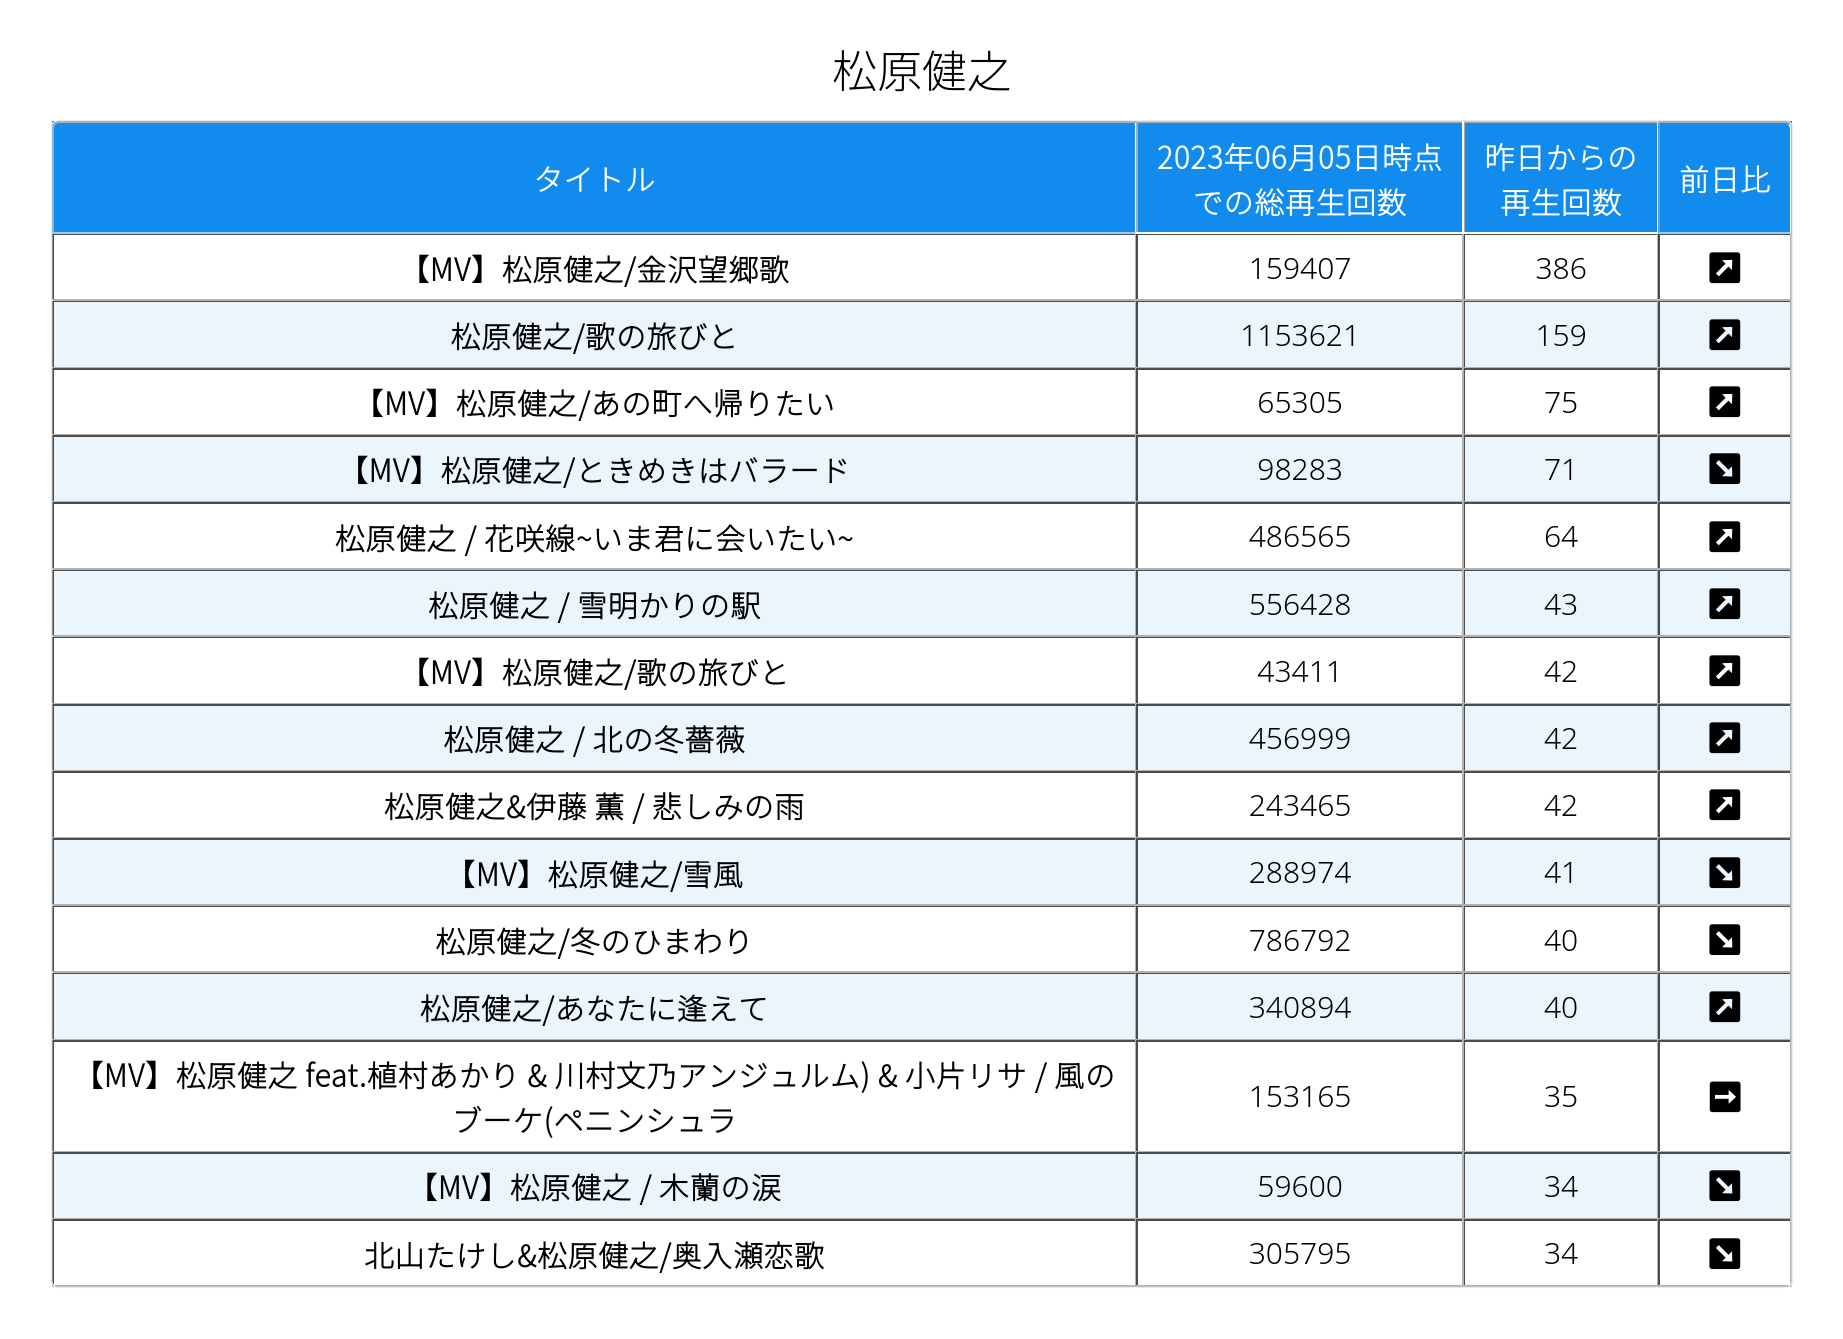 松原健之
タイトル
2023年06月05日時点
での総再生回数
昨日からの
再生回数
前日比
【MV】松原健之/金沢望郷歌 159407 386 ↗
松原健之/歌の旅びと 1153621 159 ↗
【MV】松原健之/あの町へ帰りたい 65305 75 ↗
【MV】松原健之/ときめきはバラード 98283 71 ↘
松原健之 / 花咲線~いま君に会いたい~ 486565 64 ↗
松原健之 / 雪明かりの駅 556428 43 ↗
【MV】松原健之/歌の旅びと 43411 42 ↗
松原健之 / 北の冬薔薇 456999 42 ↗
松原健之&伊藤 薫 / 悲しみの雨 243465 42 ↗
【MV】松原健之/雪風 288974 41 ↘
松原健之/冬のひまわり 786792 40 ↘
松原健之/あなたに逢えて 340894 40 ↗
【MV】松原健之 feat.植村あかり & 川村文乃アンジュルム) & 小片リサ / 風の
ブーケ(ペニンシュラ 153165 35 →
【MV】松原健之 / 木蘭の涙 59600 34 ↘
北山たけし&松原健之/奥入瀬恋歌 305795 34 ↘